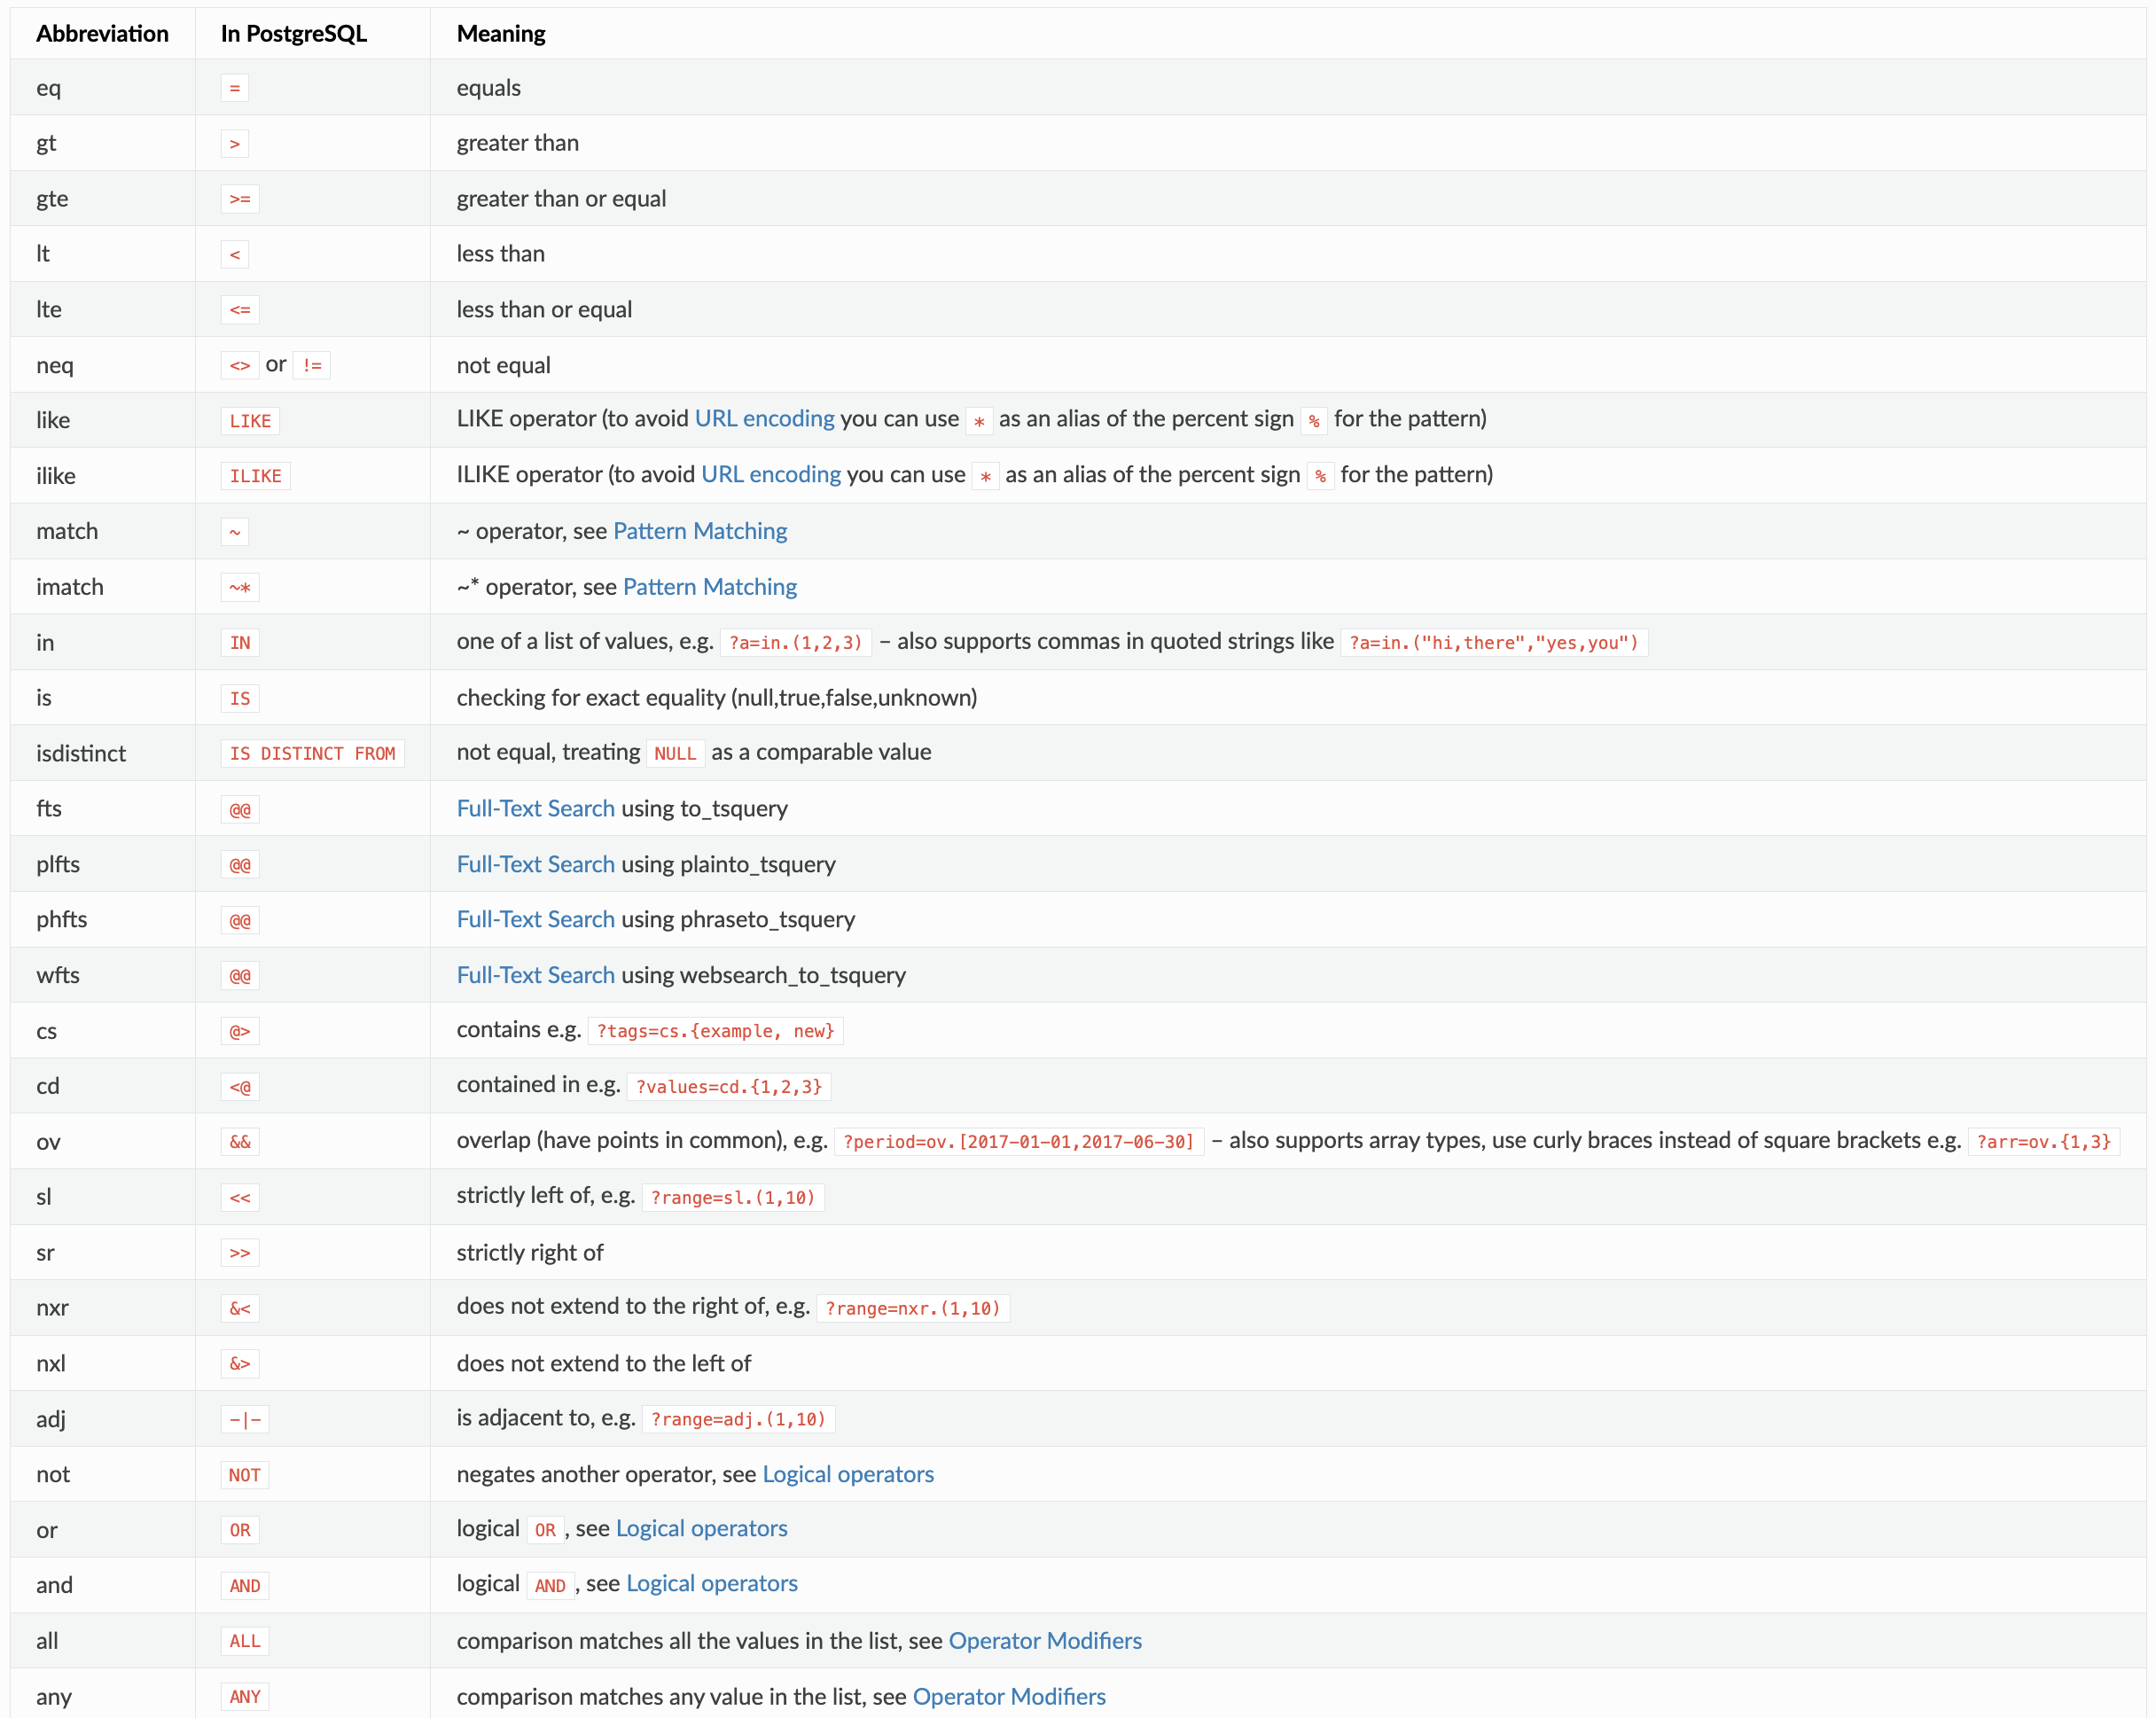 Abbreviation In PostgreSQL Meaning
eq = equals
gt > greater than
gte >= greater than or equal
lt < less than
lte <= less than or equal
neq <> or != not equal
like LIKE LIKE operator (to avoid URL encoding you can use * as an alias of the percent sign % for the pattern)
ilike ILIKE ILIKE operator (to avoid URL encoding you can use * as an alias of the percent sign % for the pattern)
match ~ ~ operator, see Pattern Matching
imatch ~* ~* operator, see Pattern Matching
in IN one of a list of values, e.g. ?a=in.(1,2,3) – also supports commas in quoted strings like ?a=in.("hi,there","yes,you")
is IS checking for exact equality (null,true,false,unknown)
isdistinct IS DISTINCT FROM not equal, treating NULL as a comparable value
fts @@ Full-Text Search using to_tsquery
plfts @@ Full-Text Search using plainto_tsquery
phfts @@ Full-Text Search using phraseto_tsquery
wfts @@ Full-Text Search using websearch_to_tsquery
cs @> contains e.g. ?tags=cs.{example, new}
cd <@ contained in e.g. ?values=cd.{1,2,3}
ov && overlap (have points in common), e.g. ?period=ov.[2017-01-01,2017-06-30] – also supports array types, use curly braces instead of square brackets e.g. ?arr=ov.{1,3}
sl << strictly left of, e.g. ?range=sl.(1,10)
sr >> strictly right of
nxr &< does not extend to the right of, e.g. ?range=nxr.(1,10)
nxl &> does not extend to the left of
adj -|- is adjacent to, e.g. ?range=adj.(1,10)
not NOT negates another operator, see Logical operators
or OR logical OR, see Logical operators
and AND logical AND, see Logical operators
all ALL comparison matches all the values in the list, see Operator Modifiers
any ANY comparison matches any value in the list, see Operator Modifiers